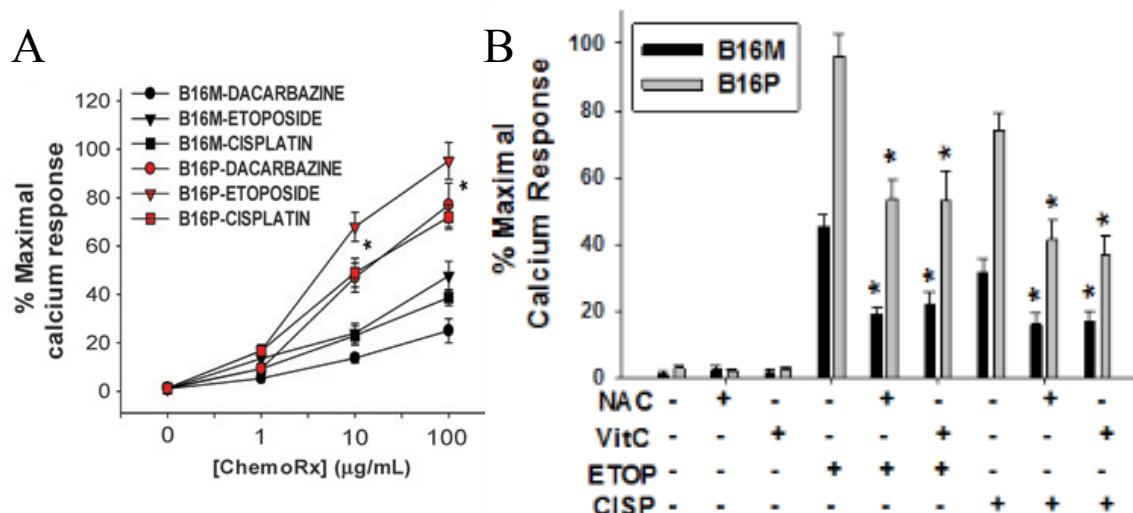 A
% Maximal
calcium response
120
100
80
60
40
20
0
B16M-DACARBAZINE
B16M-ETOPOSIDE
B16M-CISPLATIN
B16P-DACARBAZINE
B16P-ETOPOSIDE
B16P-CISPLATIN
*
*
0 1 10 100
[ChemoRx] (µg/mL)
B
% Maximal
Calcium Response
100
80
60
40
20
0
B16M
B16P
* * * *
* * * *
NAC - + - - + - - + -
VitC - - + - - + - - +
ETOP - - - + + + - - -
CISP - - - - - - + + +